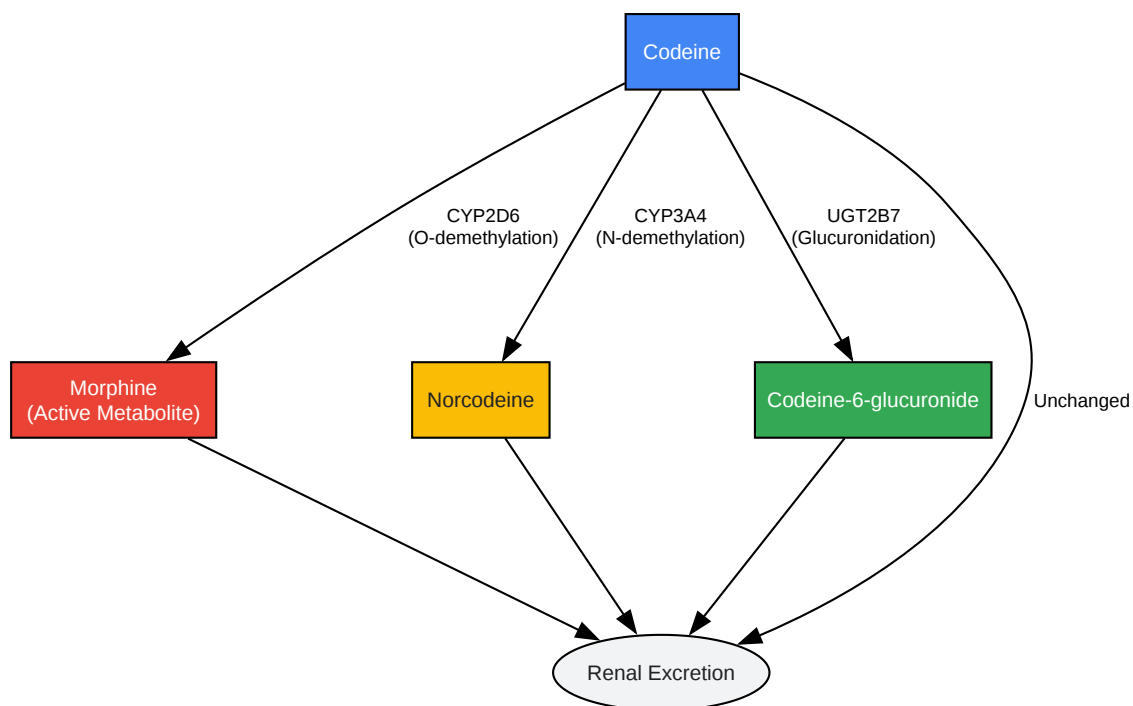 Codeine
CYP2D6
(O-demethylation)
CYP3A4
(N-demethylation)
UGT2B7
(Glucuronidation)
Morphine
(Active Metabolite)
Norcodeine
Codeine-6-glucuronide
Unchanged
Renal Excretion